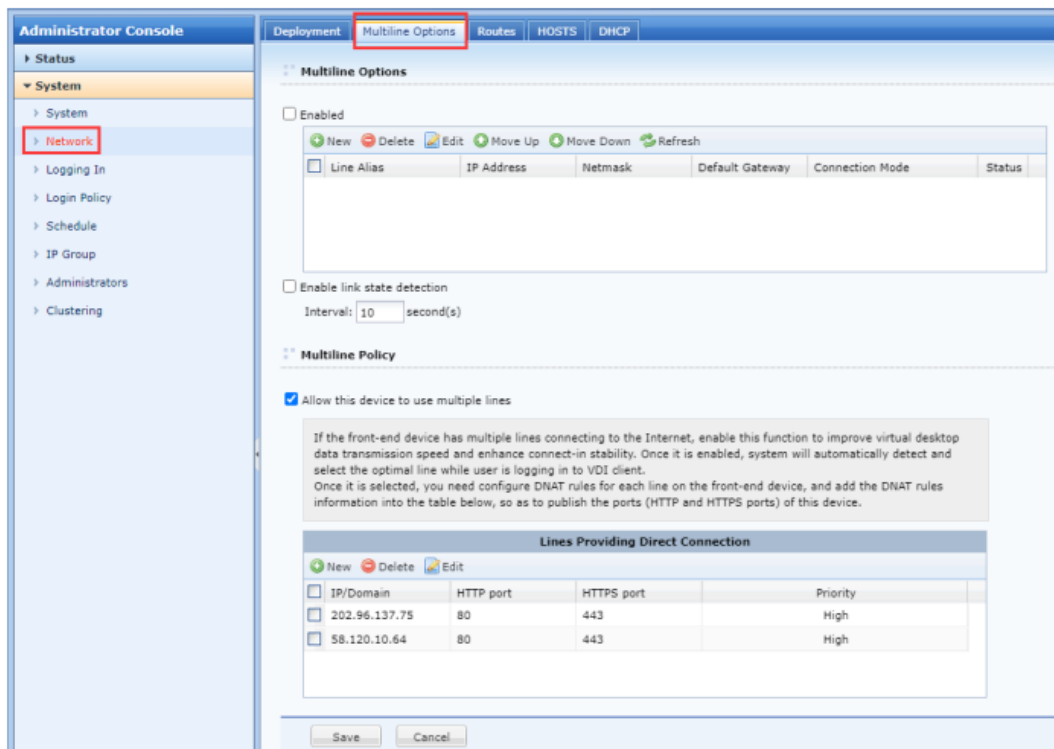 Administrator Console
Status
System
System
Network
Logging In
Login Policy
Schedule
IP Group
Administrators
Clustering
Deployment Multiline Options Routes HOSTS DHCP
Multiline Options
Enabled
New Delete Edit Move Up Move Down Refresh
Line Alias IP Address Netmask Default Gateway Connection Mode Status
Enable link state detection
Interval: 10 second(s)
Multiline Policy
Allow this device to use multiple lines
If the front-end device has multiple lines connecting to the Internet, enable this function to improve virtual desktop
data transmission speed and enhance connect-in stability. Once it is enabled, system will automatically detect and
select the optimal line while user is logging in to VDI client.
Once it is selected, you need configure DNAT rules for each line on the front-end device, and add the DNAT rules
information into the table below, so as to publish the ports (HTTP and HTTPS ports) of this device.
Lines Providing Direct Connection
New Delete Edit
IP/Domain HTTP port HTTPS port Priority
202.96.137.75 80 443 High
58.120.10.64 80 443 High
Save Cancel